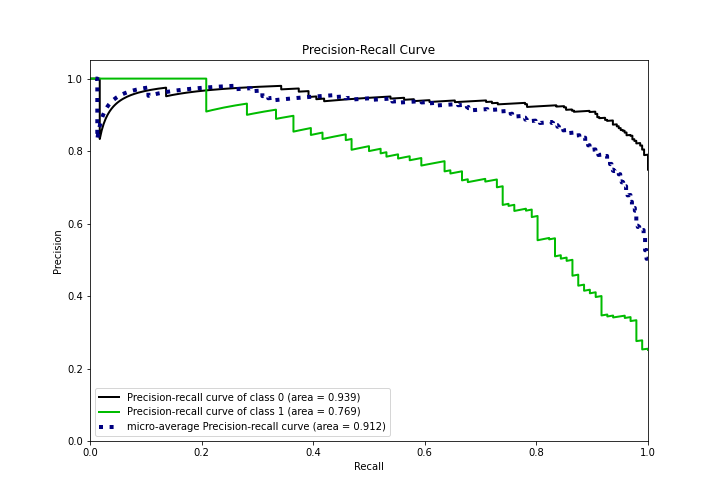 Precision-Recall Curve
1.0
0.8
0.6
0.4
0.2
0.0
Precision
Precision-recall curve of class 0 (area = 0.939)
Precision-recall curve of class 1 (area = 0.769)
micro-average Precision-recall curve (area = 0.912)
0.0 0.2 0.4 0.6 0.8 1.0
Recall